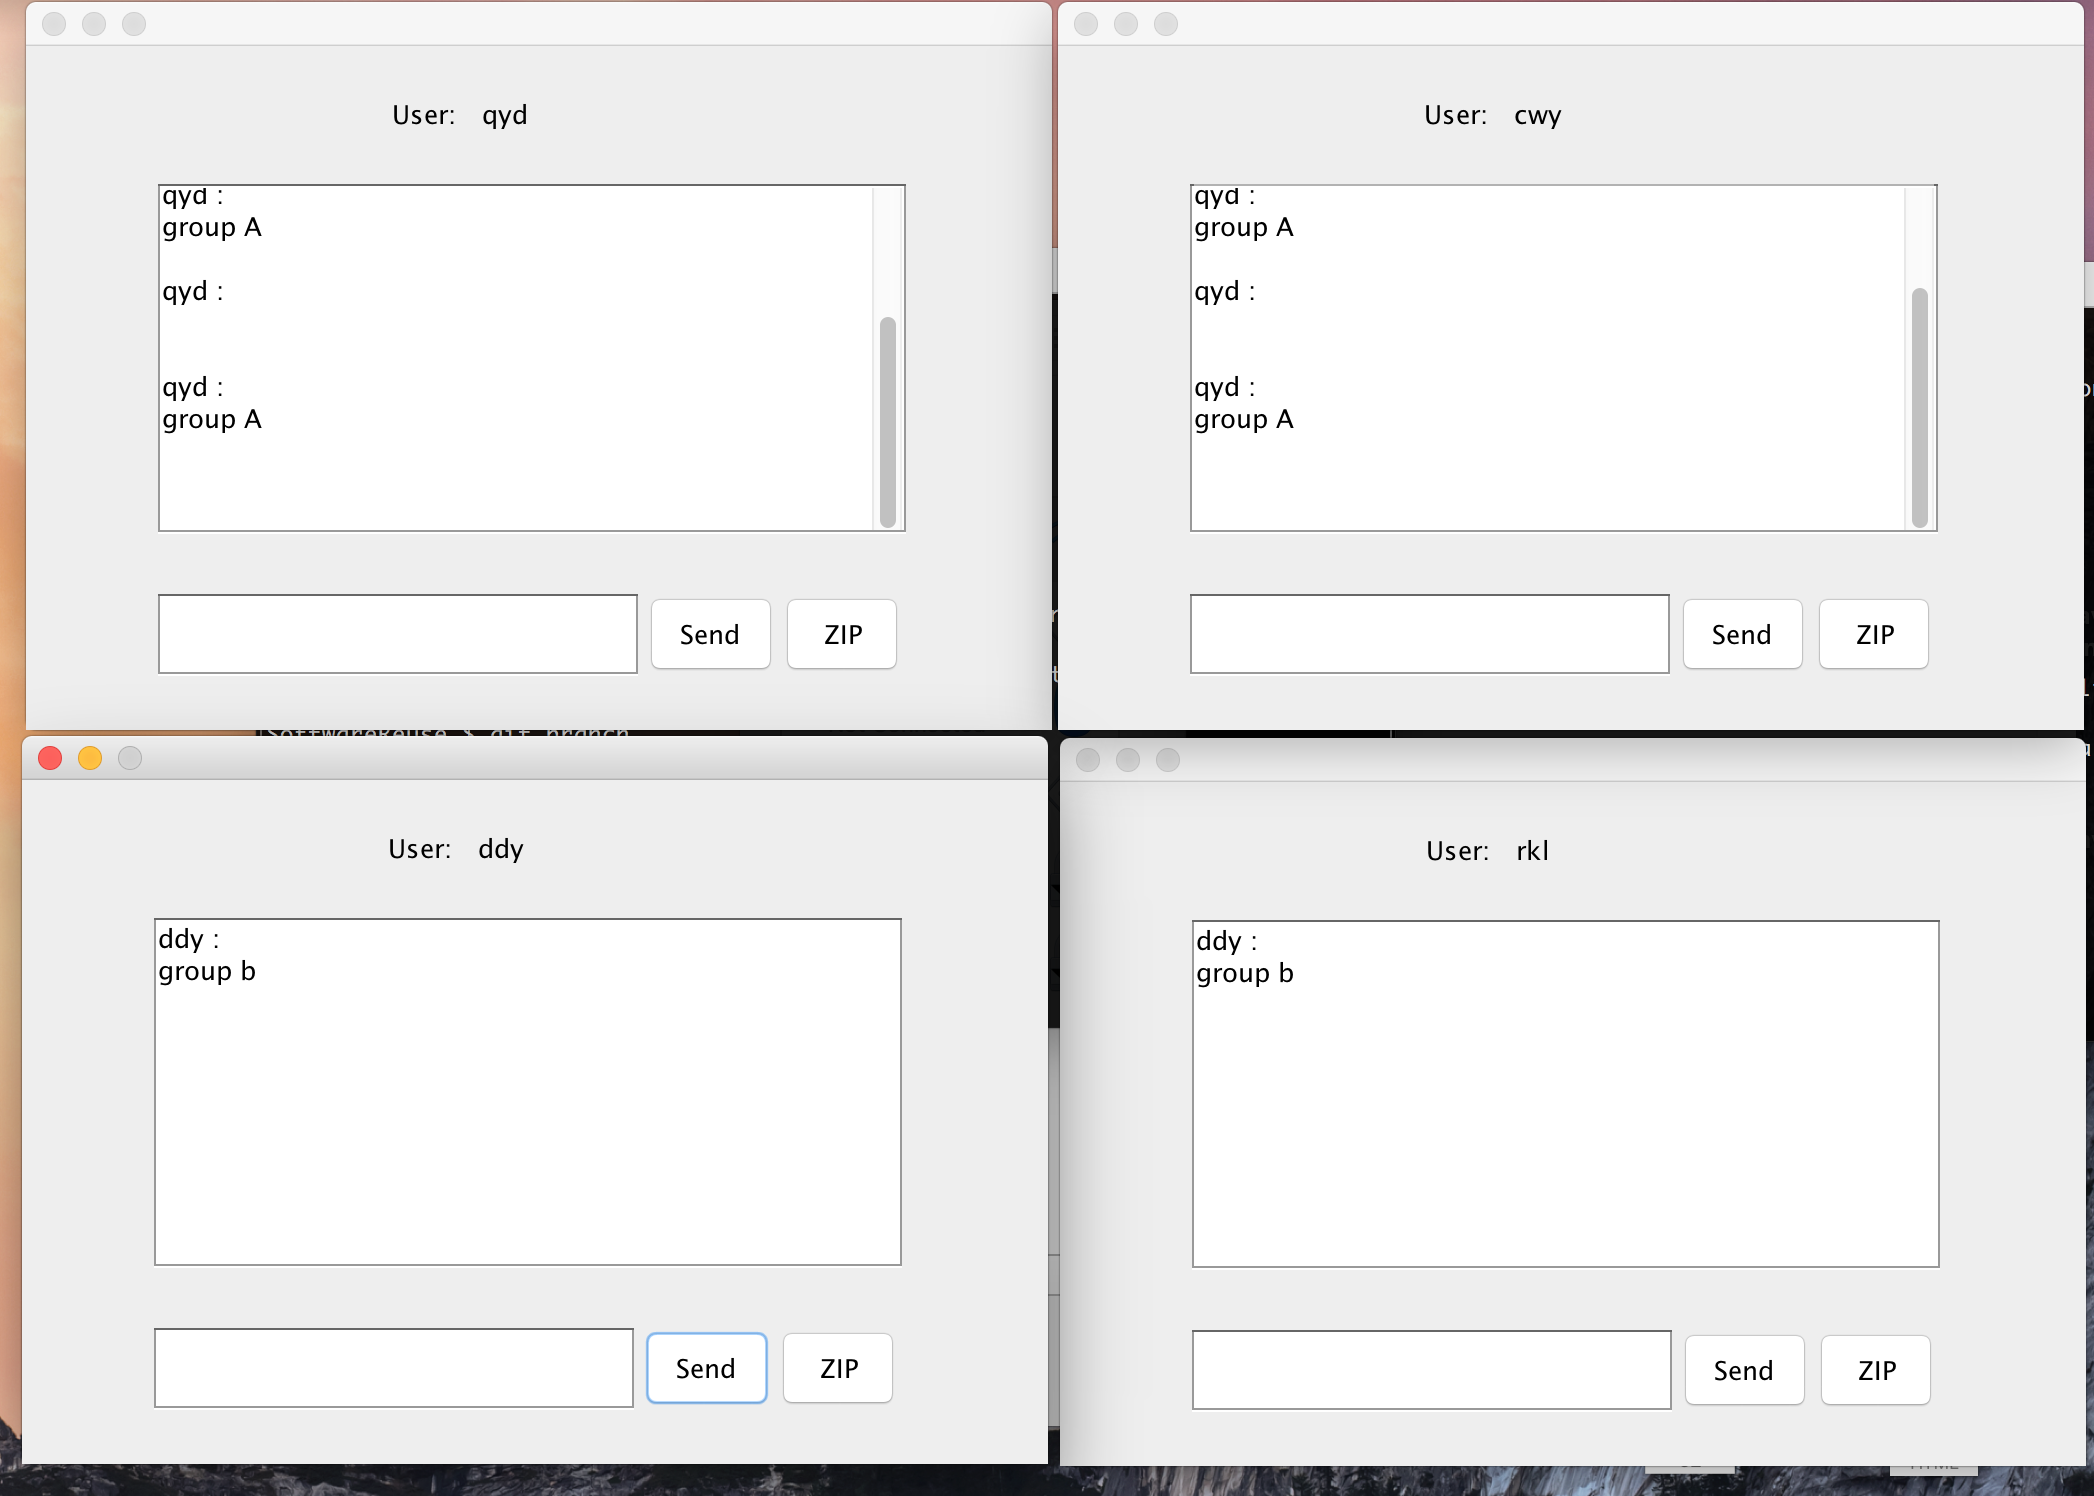 User: qyd
qyd :
group A
qyd :
qyd :
group A
Send
ZIP
User: cwy
qyd :
group A
qyd :
qyd :
group A
Send
ZIP
SoftwareReuse $ git branch
User: ddy
ddy :
group b
Send
ZIP
User: rkl
ddy :
group b
Send
ZIP
HTML